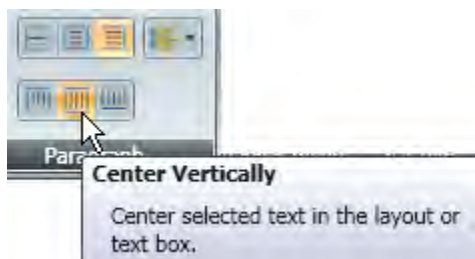 Paragraph
Center Vertically
Center selected text in the layout or
text box.